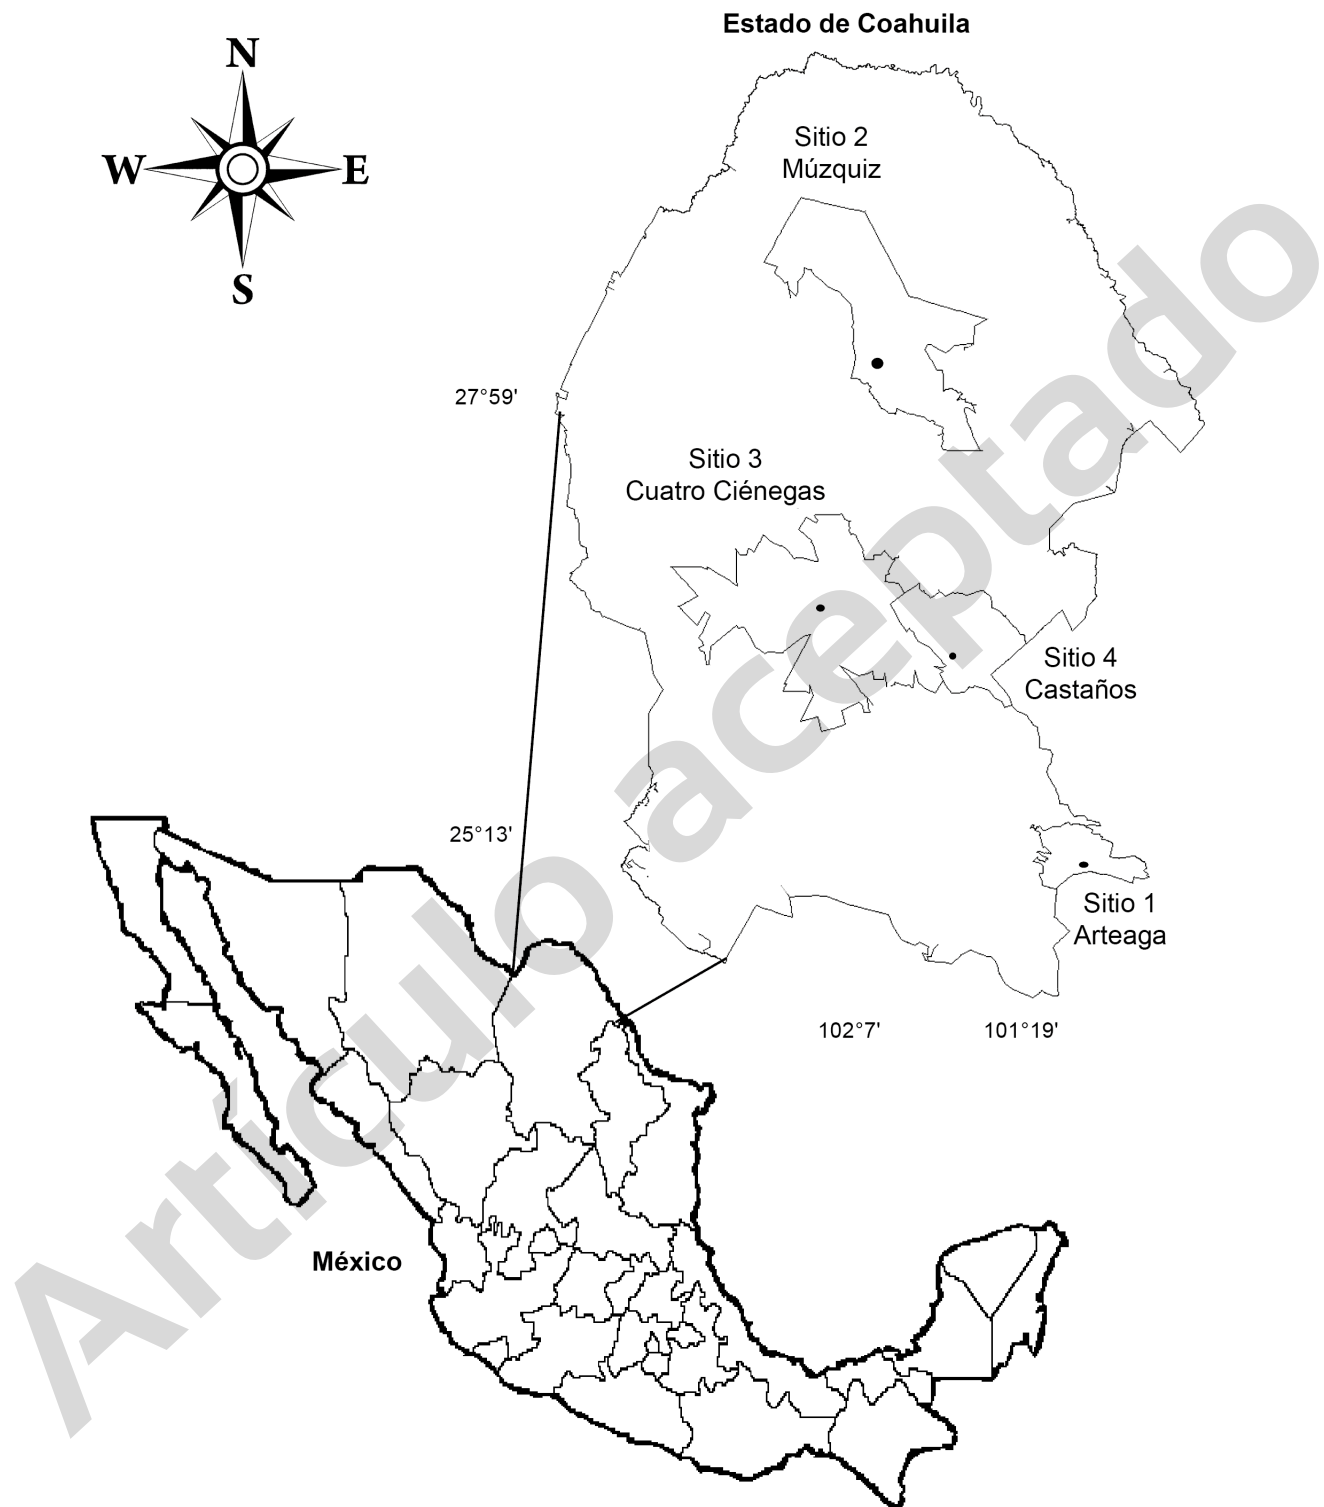 Estado de Coahuila
N
W
E
S
Sitio 2
Múzquiz
27°59'
Sitio 3
Cuatro Ciénegas
Sitio 4
Castaños
25°13'
Sitio 1
Arteaga
102°7'
101°19'
México
Artículo aceptado